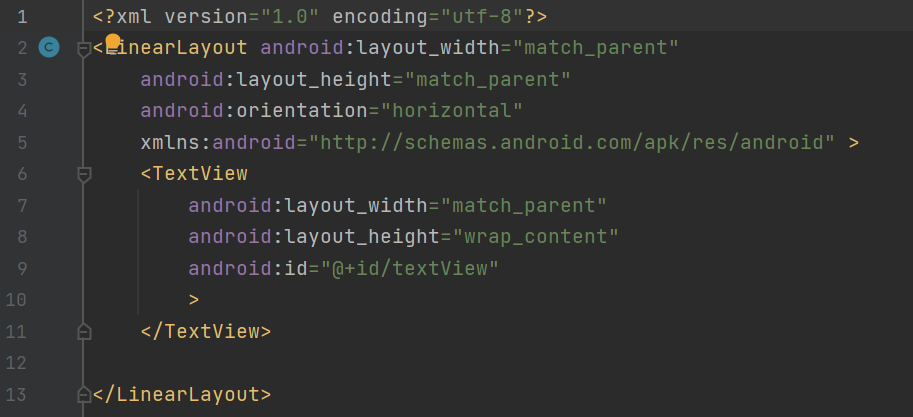 1 <?xml version="1.0" encoding="utf-8"?>
2 C <LinearLayout android:layout_width="match_parent"
3 android:layout_height="match_parent"
4 android:orientation="horizontal"
5 xmlns:android="http://schemas.android.com/apk/res/android" >
6 <TextView
7 android:layout_width="match_parent"
8 android:layout_height="wrap_content"
9 android:id="@+id/textView"
10 >
11 </TextView>
12
13 </LinearLayout>